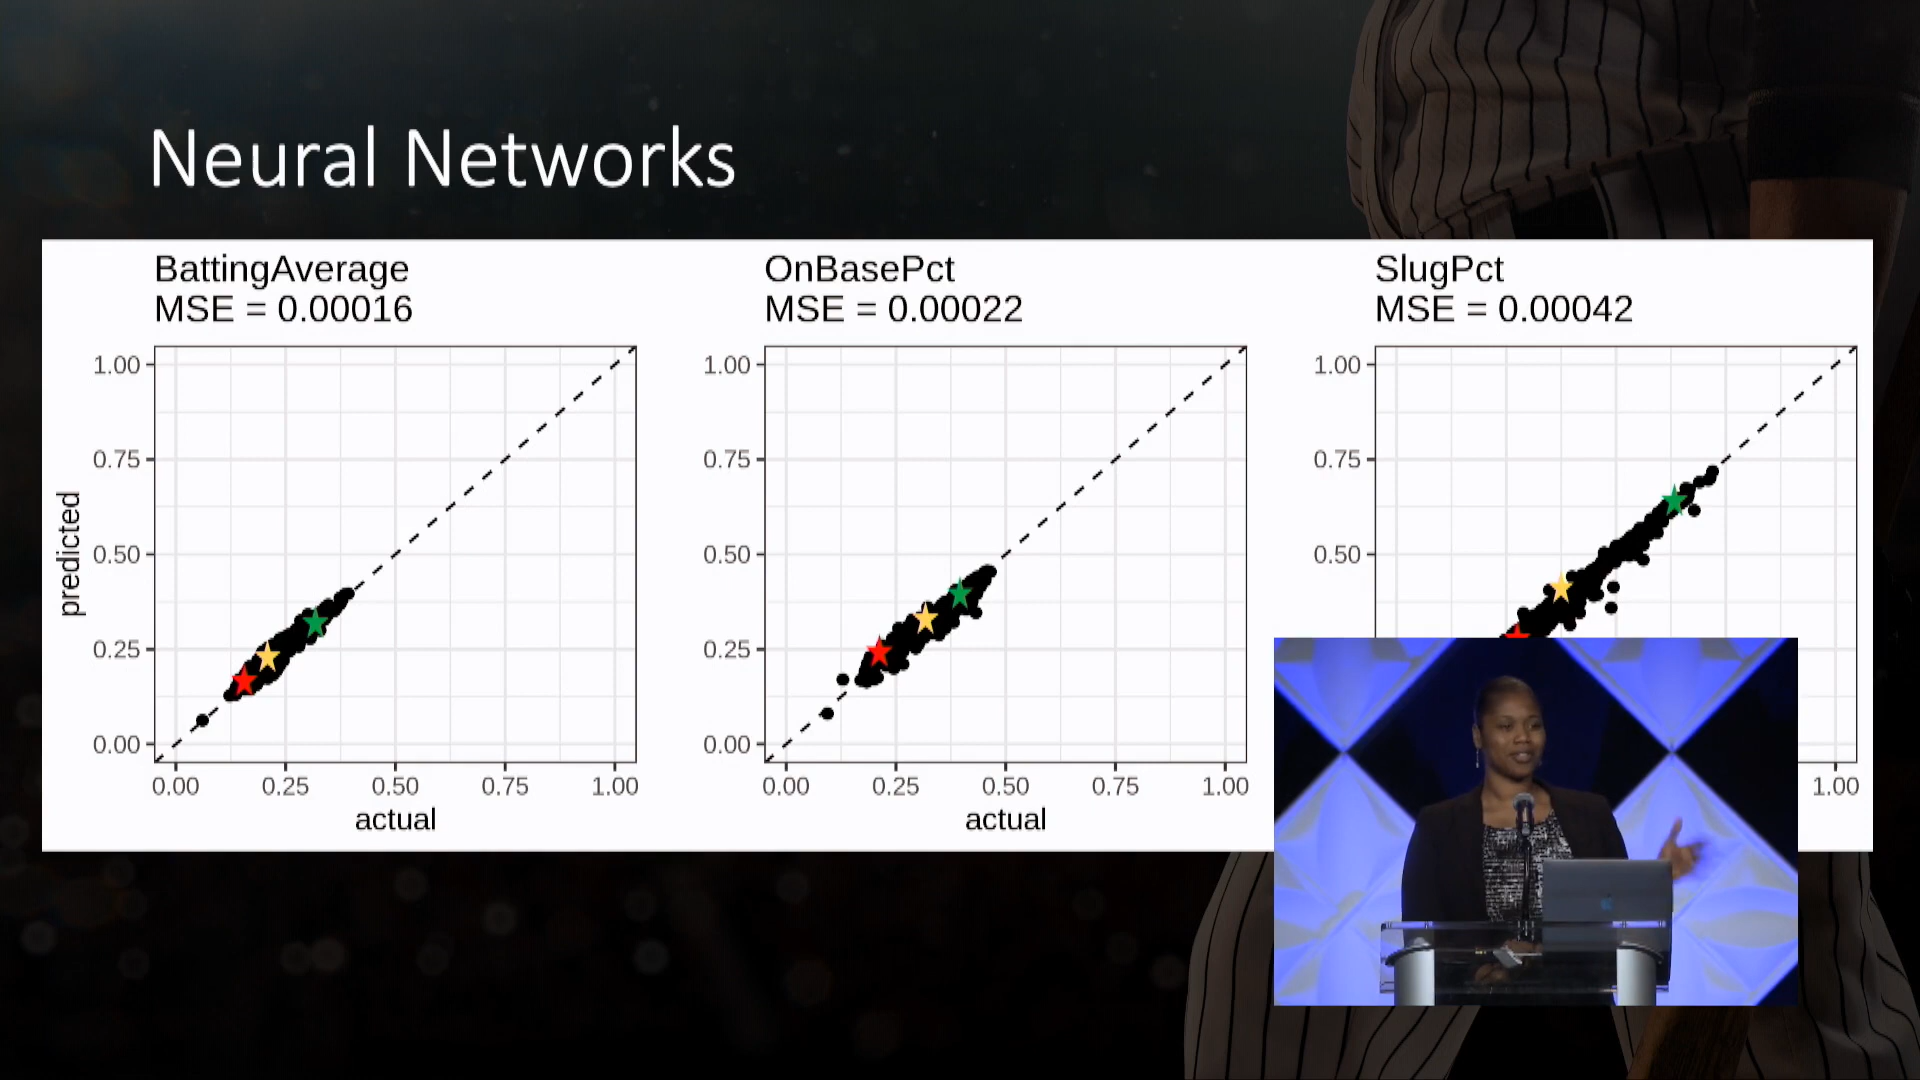 Neural Networks
BattingAverage
MSE = 0.00016
1.00
0.75
0.50
0.25
0.00
predicted
0.00 0.25 0.50 0.75 1.00
actual
OnBasePct
MSE = 0.00022
1.00
0.75
0.50
0.25
0.00
0.00 0.25 0.50 0.75 1.00
actual
SlugPct
MSE = 0.00042
1.00
0.75
0.50
1.00